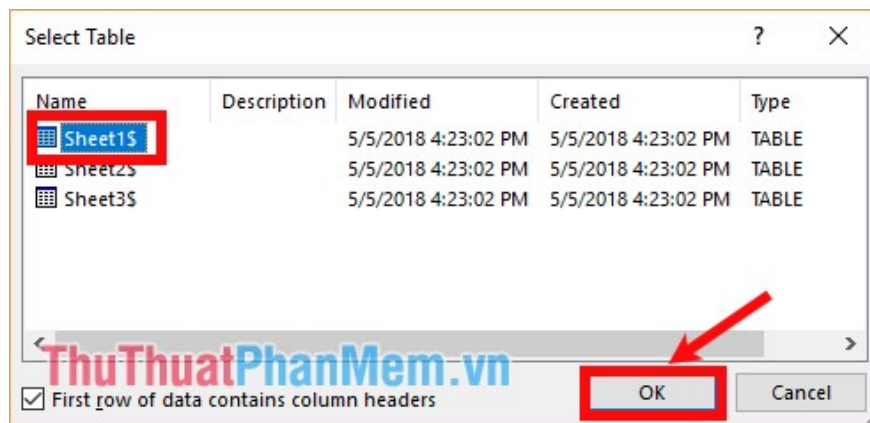 Select Table ?
Name Description Modified Created Type
Sheet1$ 5/5/2018 4:23:02 PM 5/5/2018 4:23:02 PM TABLE
Sheet2$ 5/5/2018 4:23:02 PM 5/5/2018 4:23:02 PM TABLE
Sheet3$ 5/5/2018 4:23:02 PM 5/5/2018 4:23:02 PM TABLE
ThuThuatPhanMem.vn
First row of data contains column headers OK Cancel